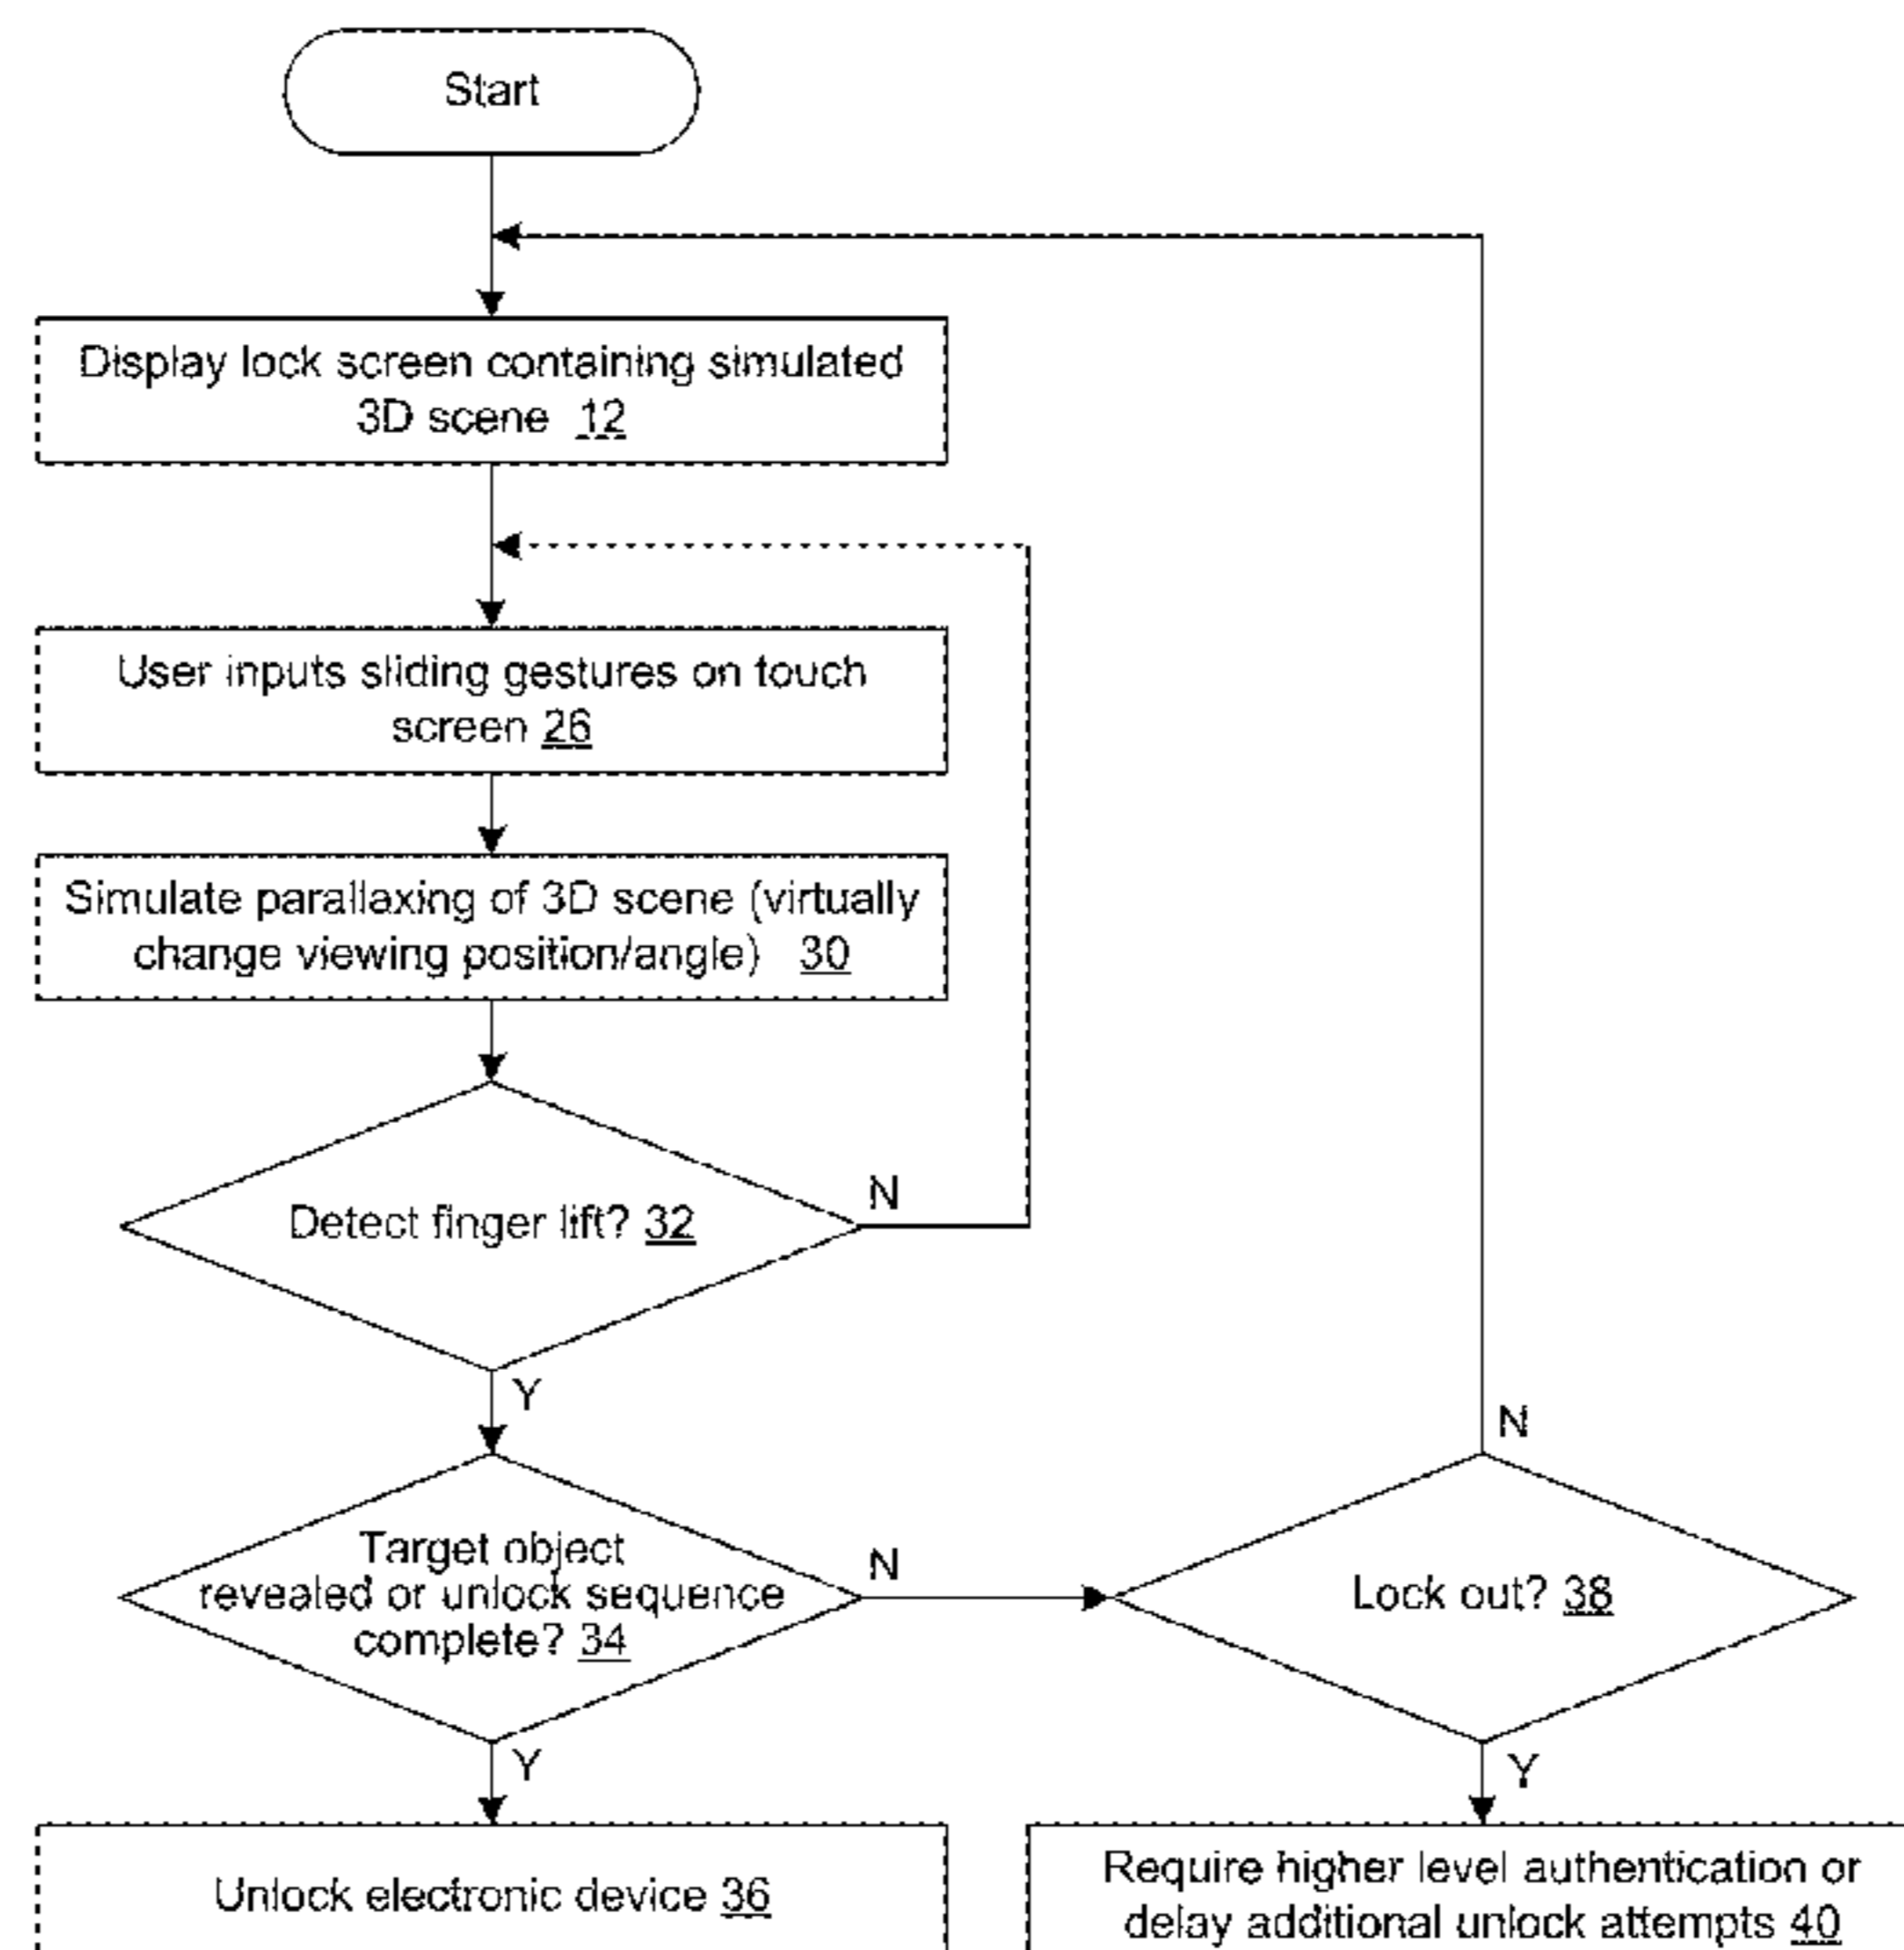 Start
Display lock screen containing simulated
3D scene 12
User inputs sliding gestures on touch
screen 26
Simulate parallaxing of 3D scene (virtually
change viewing position/angle) 30
Detect finger lift? 32
N
Y
Target object
revealed or unlock sequence
complete? 34
N
Y
Lock out? 38
N
Y
Unlock electronic device 36
Require higher level authentication or
delay additional unlock attempts 40